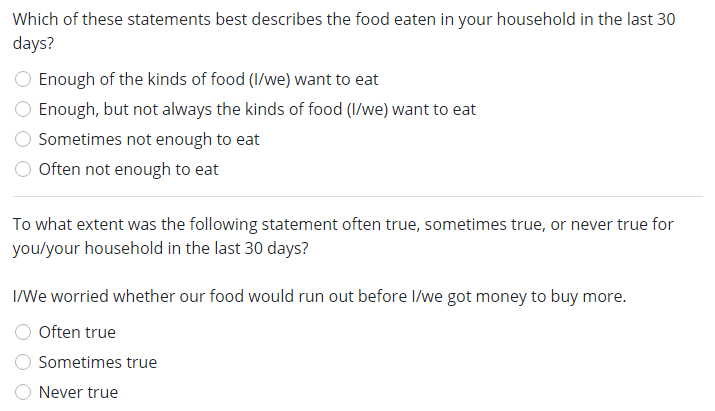 Which of these statements best describes the food eaten in your household in the last 30
days?
Enough of the kinds of food (I/we) want to eat
Enough, but not always the kinds of food (I/we) want to eat
Sometimes not enough to eat
Often not enough to eat
To what extent was the following statement often true, sometimes true, or never true for
you/your household in the last 30 days?
I/We worried whether our food would run out before I/we got money to buy more.
Often true
Sometimes true
Never true